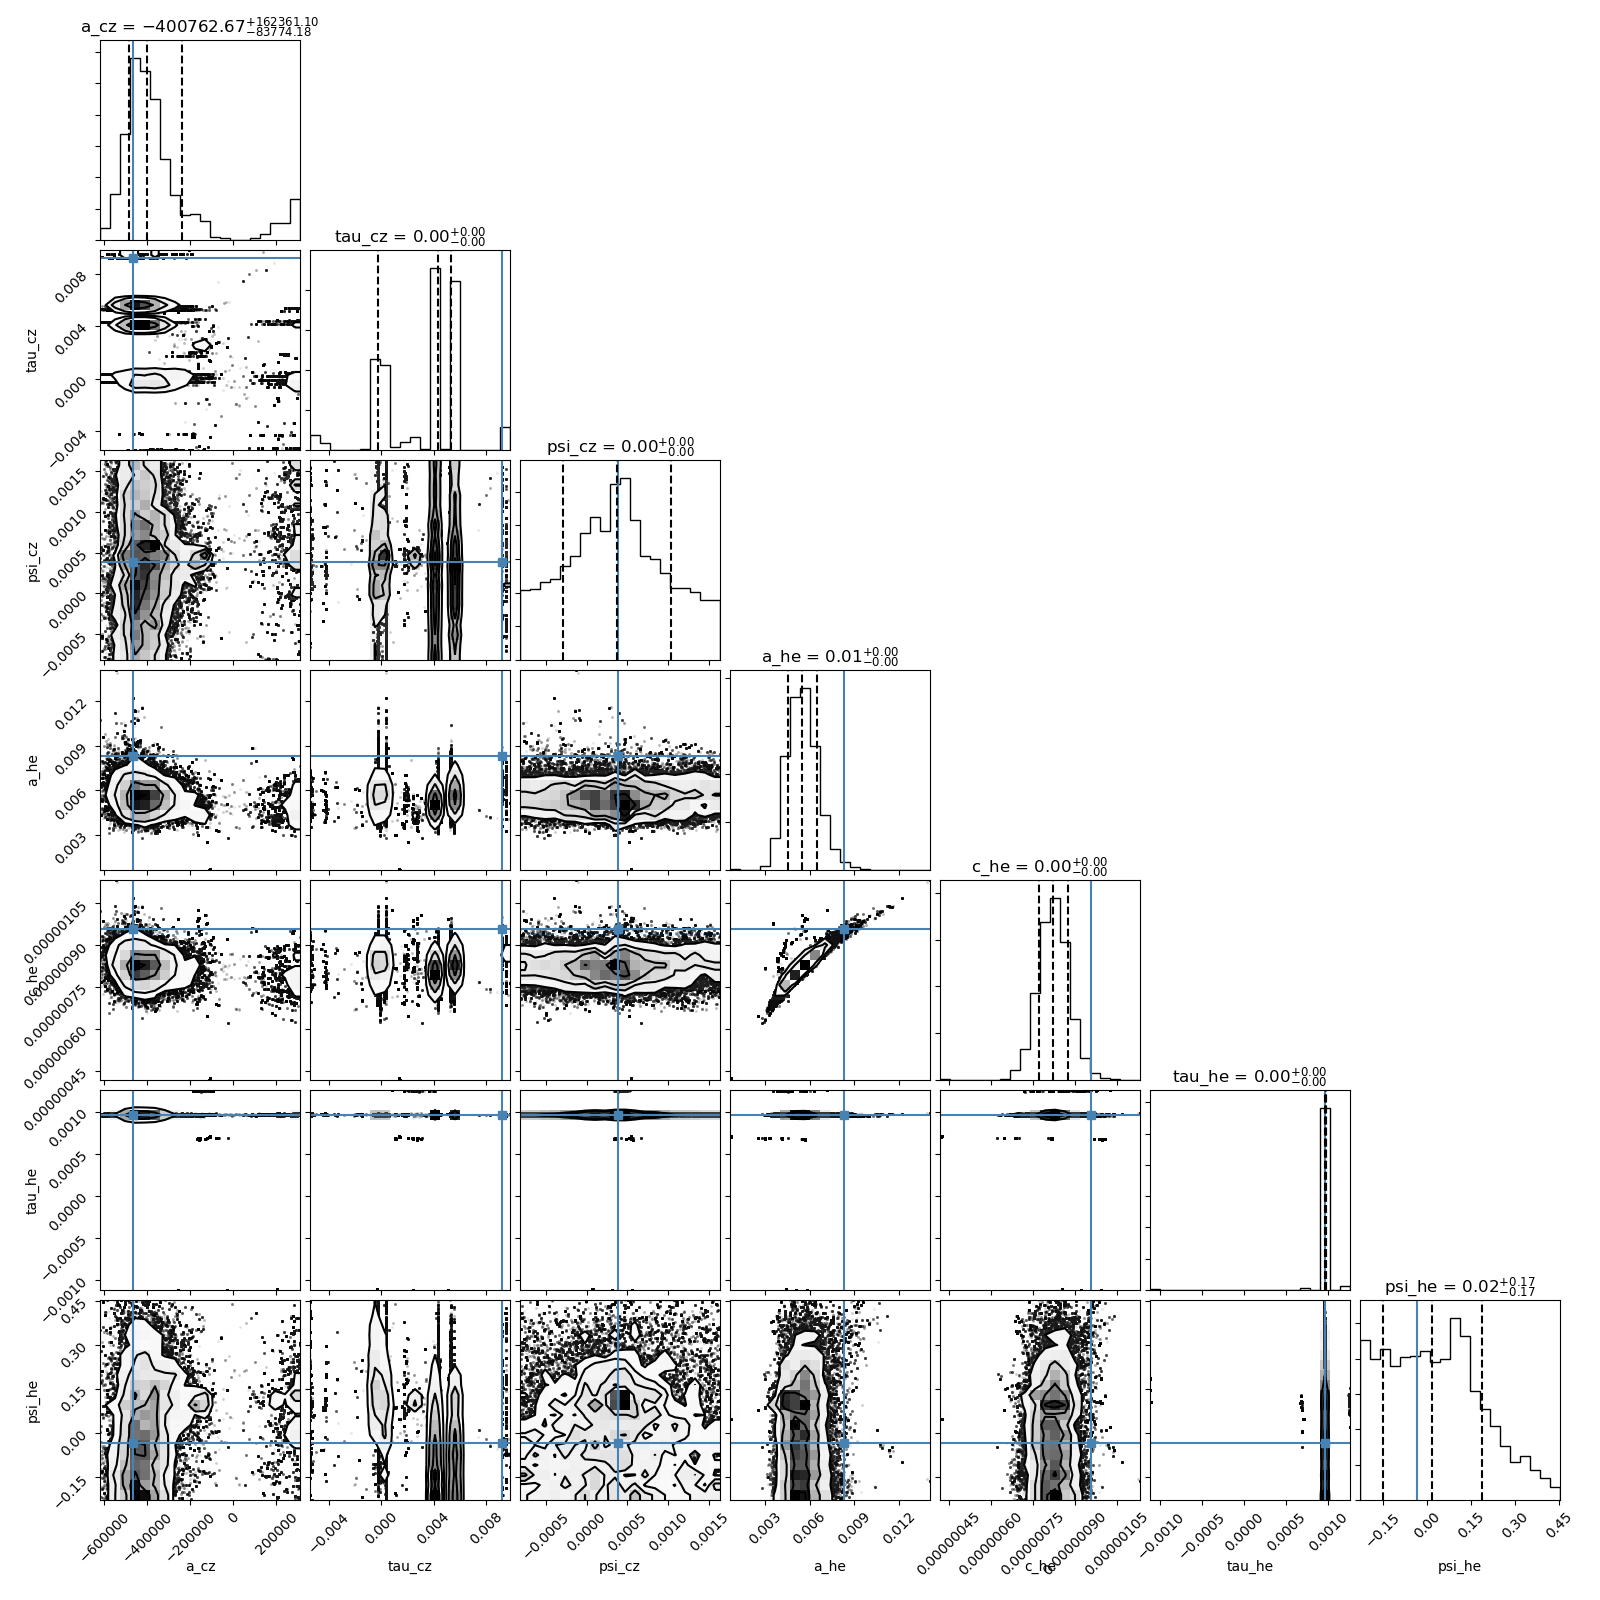 a_cz = −400762.67+162361.10−83774.18
tau_cz = 0.00+0.00−0.00
0.008
0.004
0.000
−0.004
tau_cz
psi_cz = 0.00+0.00−0.00
0.0015
0.0010
0.0005
0.0000
−0.0005
psi_cz
a_he = 0.01+0.00−0.00
0.012
0.009
0.006
0.003
a_he
c_he = 0.00+0.00−0.00
0.00000105
0.00000090
0.00000075
0.00000060
0.00000045
c_he
tau_he = 0.00+0.00−0.00
0.0010
0.0005
0.0000
−0.0005
−0.0010
tau_he
psi_he = 0.02+0.17−0.17
0.45
0.30
0.15
0.00
−0.15
psi_he
−600000 −400000 −200000 0 200000
−0.004 0.000 0.004 0.008
−0.0005 0.0000 0.0005 0.0010 0.0015
0.003 0.006 0.009 0.012
0.00000045 0.00000060 0.00000075 0.00000090 0.00000105
−0.0010 −0.0005 0.0000 0.0005 0.0010
−0.15 0.00 0.15 0.30 0.45
a_cz tau_cz psi_cz a_he c_he tau_he psi_he